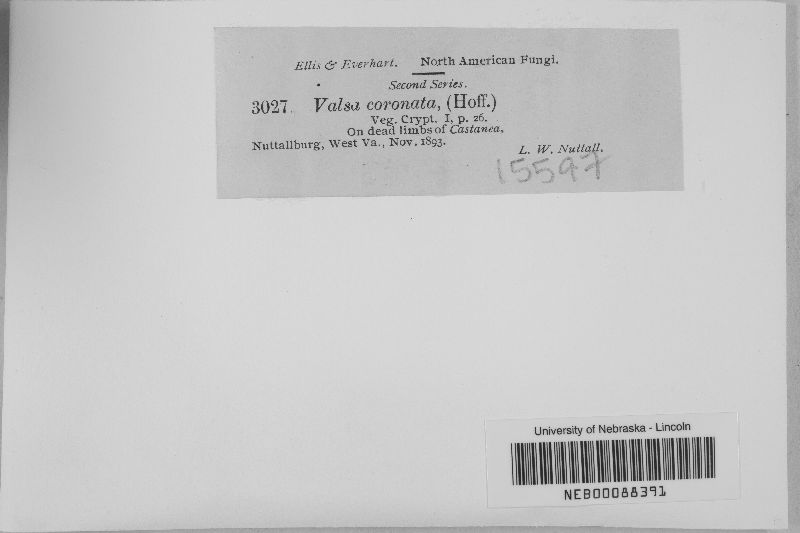 Ellis & Everhart. North American Fungi.
Second Series.
3027. Valsa coronata, (Hoff.)
Veg. Crypt. I, p. 26.
On dead limbs of Castanea,
Nuttallburg, West Va., Nov. 1893.
L. W. Nuttall.
15597
University of Nebraska - Lincoln
NEB00088391